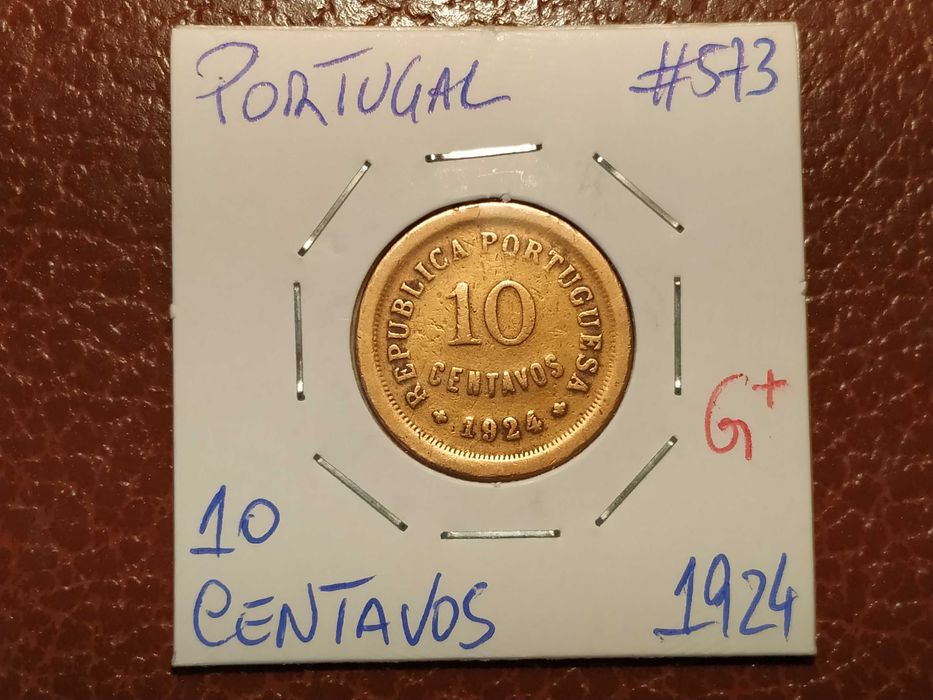 PORTUGAL #573
REPUBLICA PORTUGUESA
10
CENTAVOS
1924
G+
10
CENTAVOS 1924